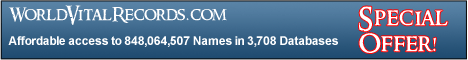 WORLDVITALRECORDS.COM
Affordable access to 848,064,507 Names in 3,708 Databases
SPECIAL
OFFER!